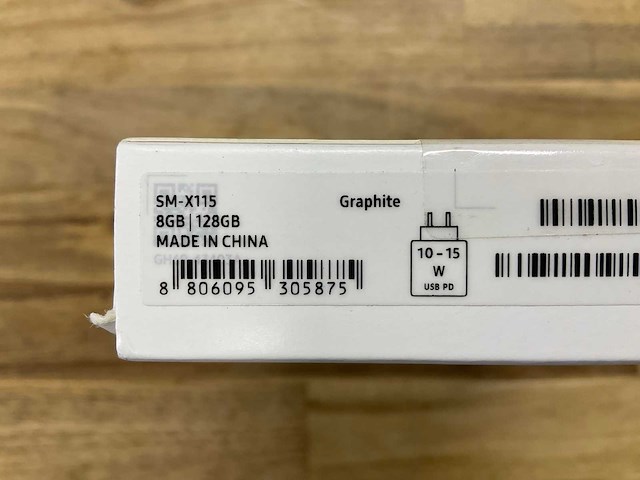 SM-X115
Graphite
8GB | 128GB
MADE IN CHINA
8 806095 305875
10 - 15
W
USB PD